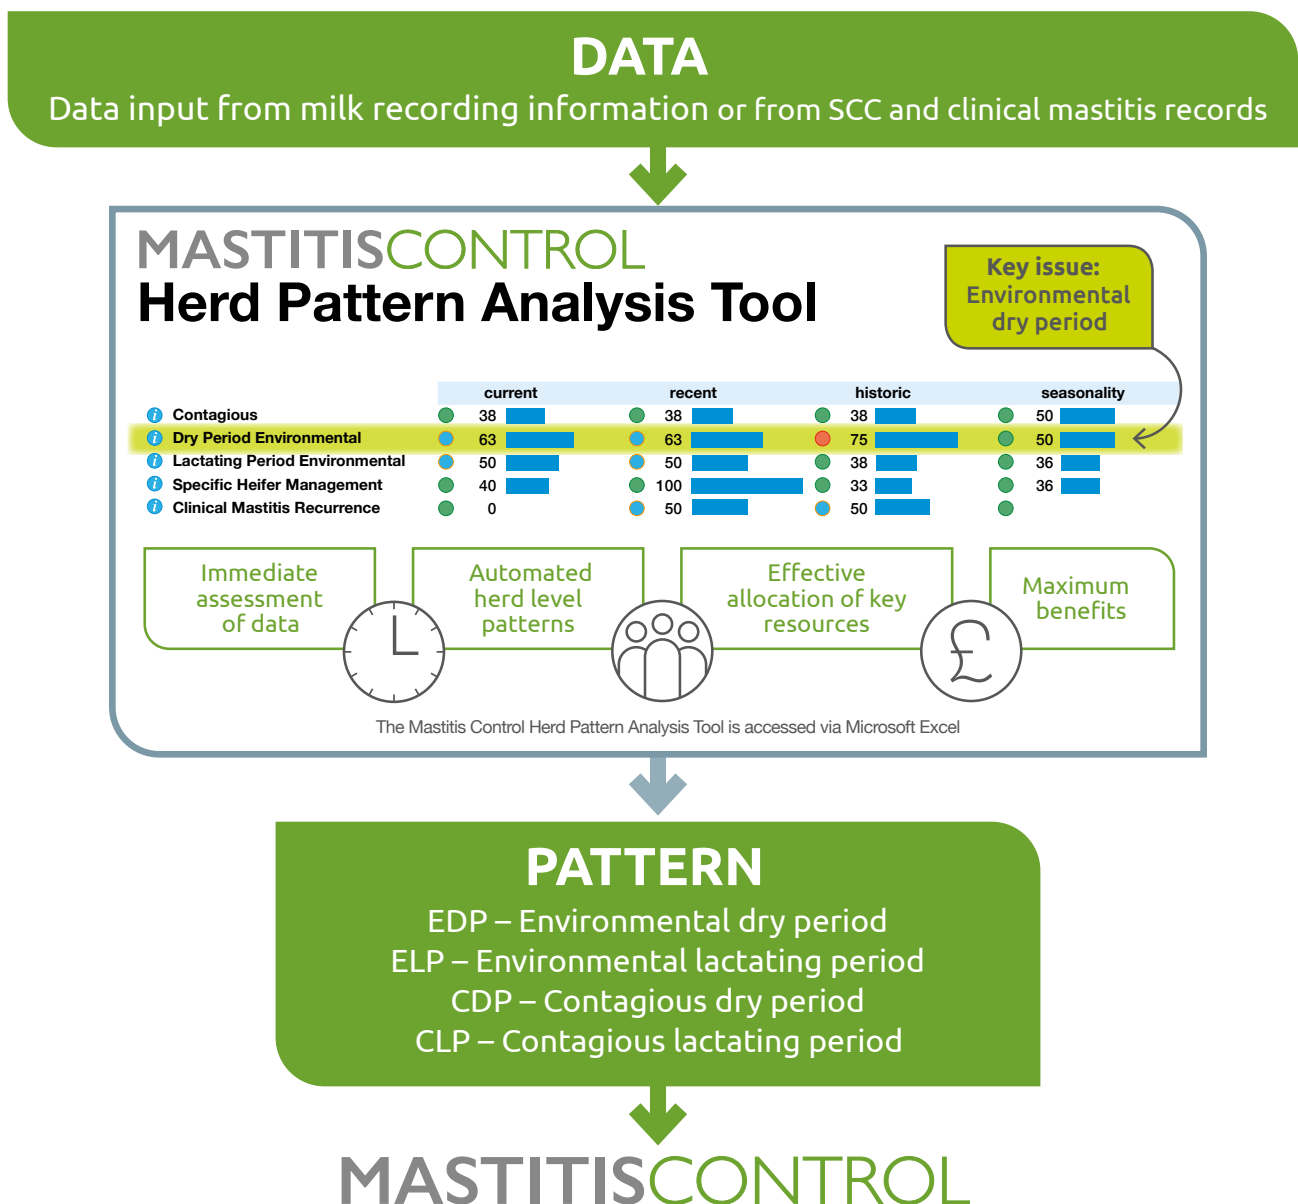 DATA
Data input from milk recording information or from SCC and clinical mastitis records
MASTITISCONTROL
Herd Pattern Analysis Tool
Key issue:
Environmental
dry period
current recent historic seasonality
i Contagious 38 38 38 50
i Dry Period Environmental 63 63 75 50
i Lactating Period Environmental 50 50 38 36
i Specific Heifer Management 40 100 33 36
i Clinical Mastitis Recurrence 0 50 50
Immediate
assessment
of data
Automated
herd level
patterns
Effective
allocation of key
resources
£
Maximum
benefits
The Mastitis Control Herd Pattern Analysis Tool is accessed via Microsoft Excel
PATTERN
EDP – Environmental dry period
ELP – Environmental lactating period
CDP – Contagious dry period
CLP – Contagious lactating period
MASTITISCONTROL